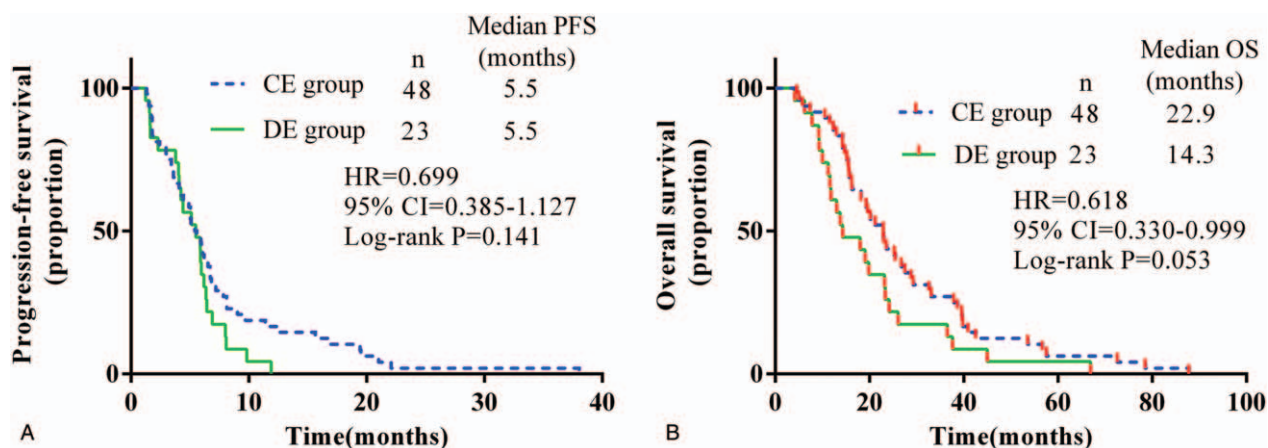 Median PFS
n (months)
CE group 48 5.5
DE group 23 5.5
HR=0.699
95% CI=0.385-1.127
Log-rank P=0.141
Progression-free survival
(proportion)
100
50
0
0 10 20 30 40
Time(months)
A
Median OS
n (months)
CE group 48 22.9
DE group 23 14.3
HR=0.618
95% CI=0.330-0.999
Log-rank P=0.053
Overall survival
(proportion)
100
50
0
0 20 40 60 80 100
Time(months)
B